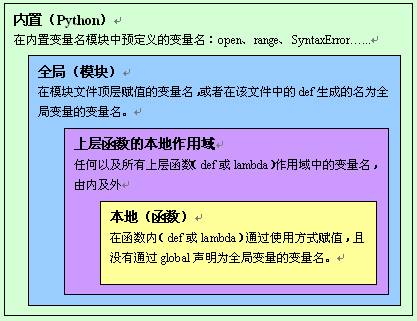 内置（Python）
在内置变量名模块中预定义的变量名：open、range、SyntaxError……
全局（模块）
在模块文件顶层赋值的变量名,或者在该文件中的 def 生成的名为全
局变量的变量名。
上层函数的本地作用域
任何以及所有上层函数( def 或 lambda )作用域中的变量名，
由内及外
本地（函数）
在函数内( def 或 lambda )通过使用方式赋值，且
没有通过 global 声明为全局变量的变量名。